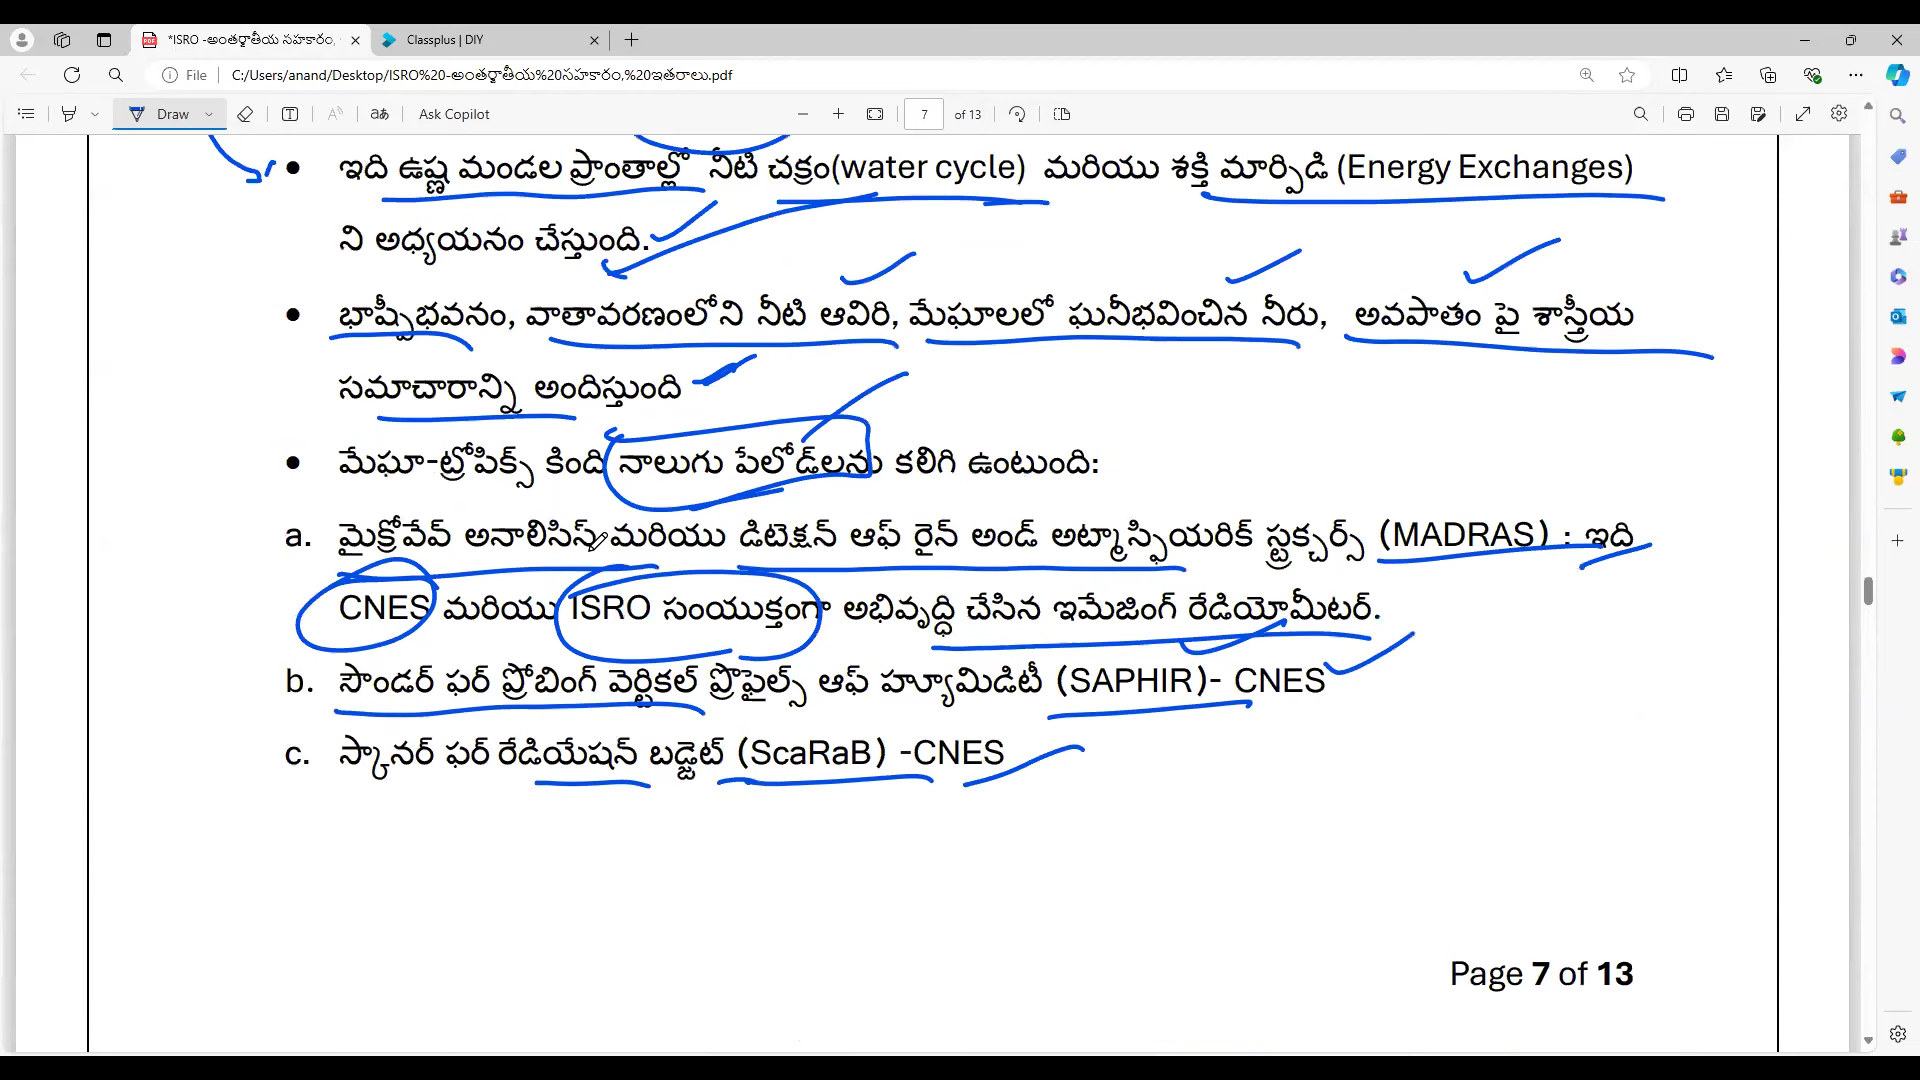 *ISRO -అంతర్జాతీయ సహకారం,
Classplus | DIY
File
C:/Users/anand/Desktop/ISRO%20-అంతర్జాతీయ%20సహకారం,%20ఇతరాలు.pdf
Draw
aあ
Ask Copilot
7 of 13
• ఇది ఉష్ణ మండల ప్రాంతాల్లో నీటి చక్రం(water cycle) మరియు శక్తి మార్పిడి (Energy Exchanges)
ని అధ్యయనం చేస్తుంది.
• భాష్పీభవనం, వాతావరణంలోని నీటి ఆవిరి, మేఘాలలో ఘనీభవించిన నీరు, అవపాతం పై శాస్త్రీయ
సమాచారాన్ని అందిస్తుంది
• మేఘా-ట్రోపిక్స్ కింది నాలుగు పేలోడ్‌లను కలిగి ఉంటుంది:
a. మైక్రోవేవ్ అనాలిసిస్ మరియు డిటెక్షన్ ఆఫ్ రైన్ అండ్ అట్మాస్ఫియరిక్ స్ట్రక్చర్స్ (MADRAS) : ఇది
CNES మరియు ISRO సంయుక్తంగా అభివృద్ధి చేసిన ఇమేజింగ్ రేడియోమీటర్.
b. సౌండర్ ఫర్ ప్రోబింగ్ వెర్టికల్ ప్రొఫైల్స్ ఆఫ్ హ్యూమిడిటీ (SAPHIR)- CNES
c. స్కానర్ ఫర్ రేడియేషన్ బడ్జెట్ (ScaRaB) -CNES
Page 7 of 13